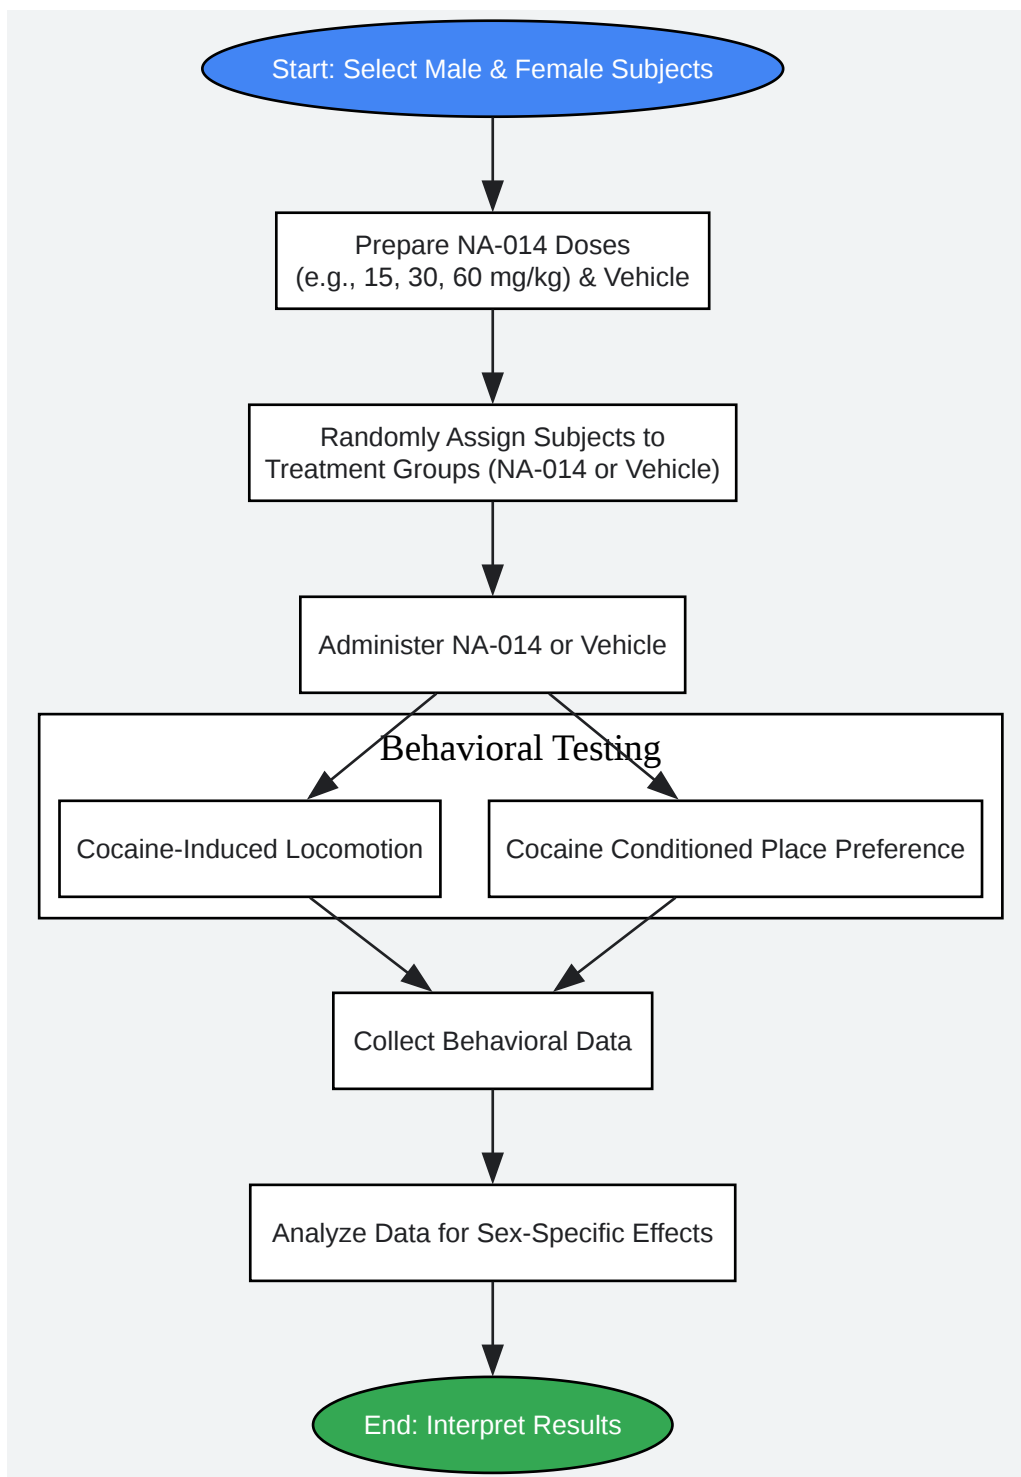 Start: Select Male & Female Subjects
Prepare NA-014 Doses
(e.g., 15, 30, 60 mg/kg) & Vehicle
Randomly Assign Subjects to
Treatment Groups (NA-014 or Vehicle)
Administer NA-014 or Vehicle
Behavioral Testing
Cocaine-Induced Locomotion
Cocaine Conditioned Place Preference
Collect Behavioral Data
Analyze Data for Sex-Specific Effects
End: Interpret Results